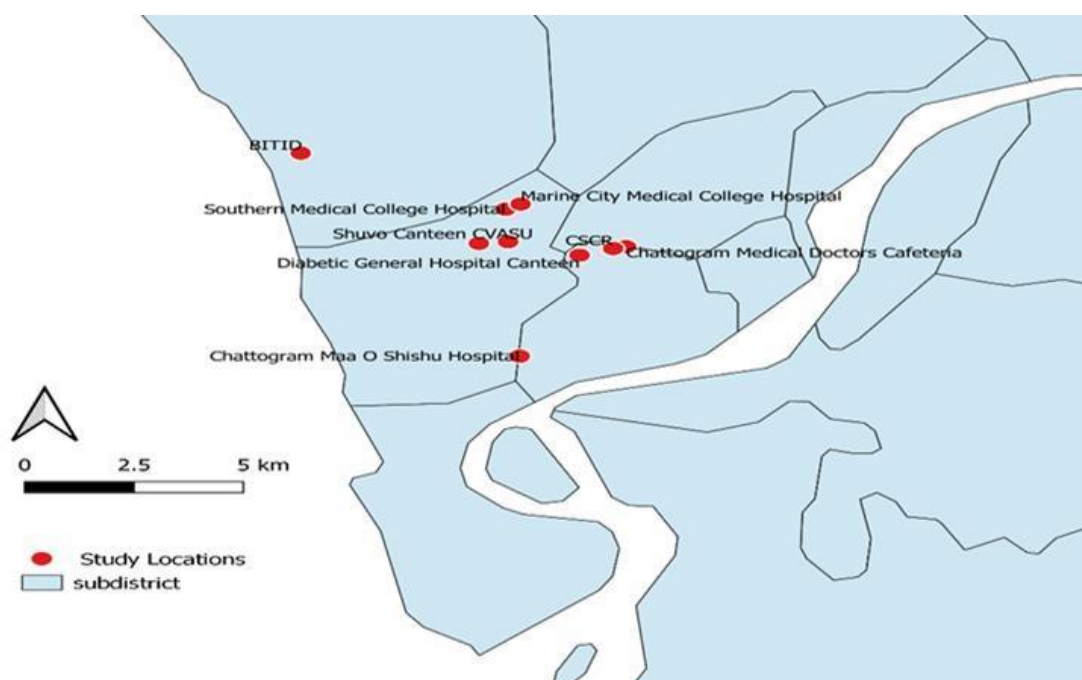 BITID
Marine City Medical College Hospital
Southern Medical College Hospital
Shuvo Canteen CVASU
CSCR
Chattogram Medical Doctors Cafeteria
Diabetic General Hospital Canteen
Chattogram Maa O Shishu Hospital
0 2.5 5 km
Study Locations
subdistrict